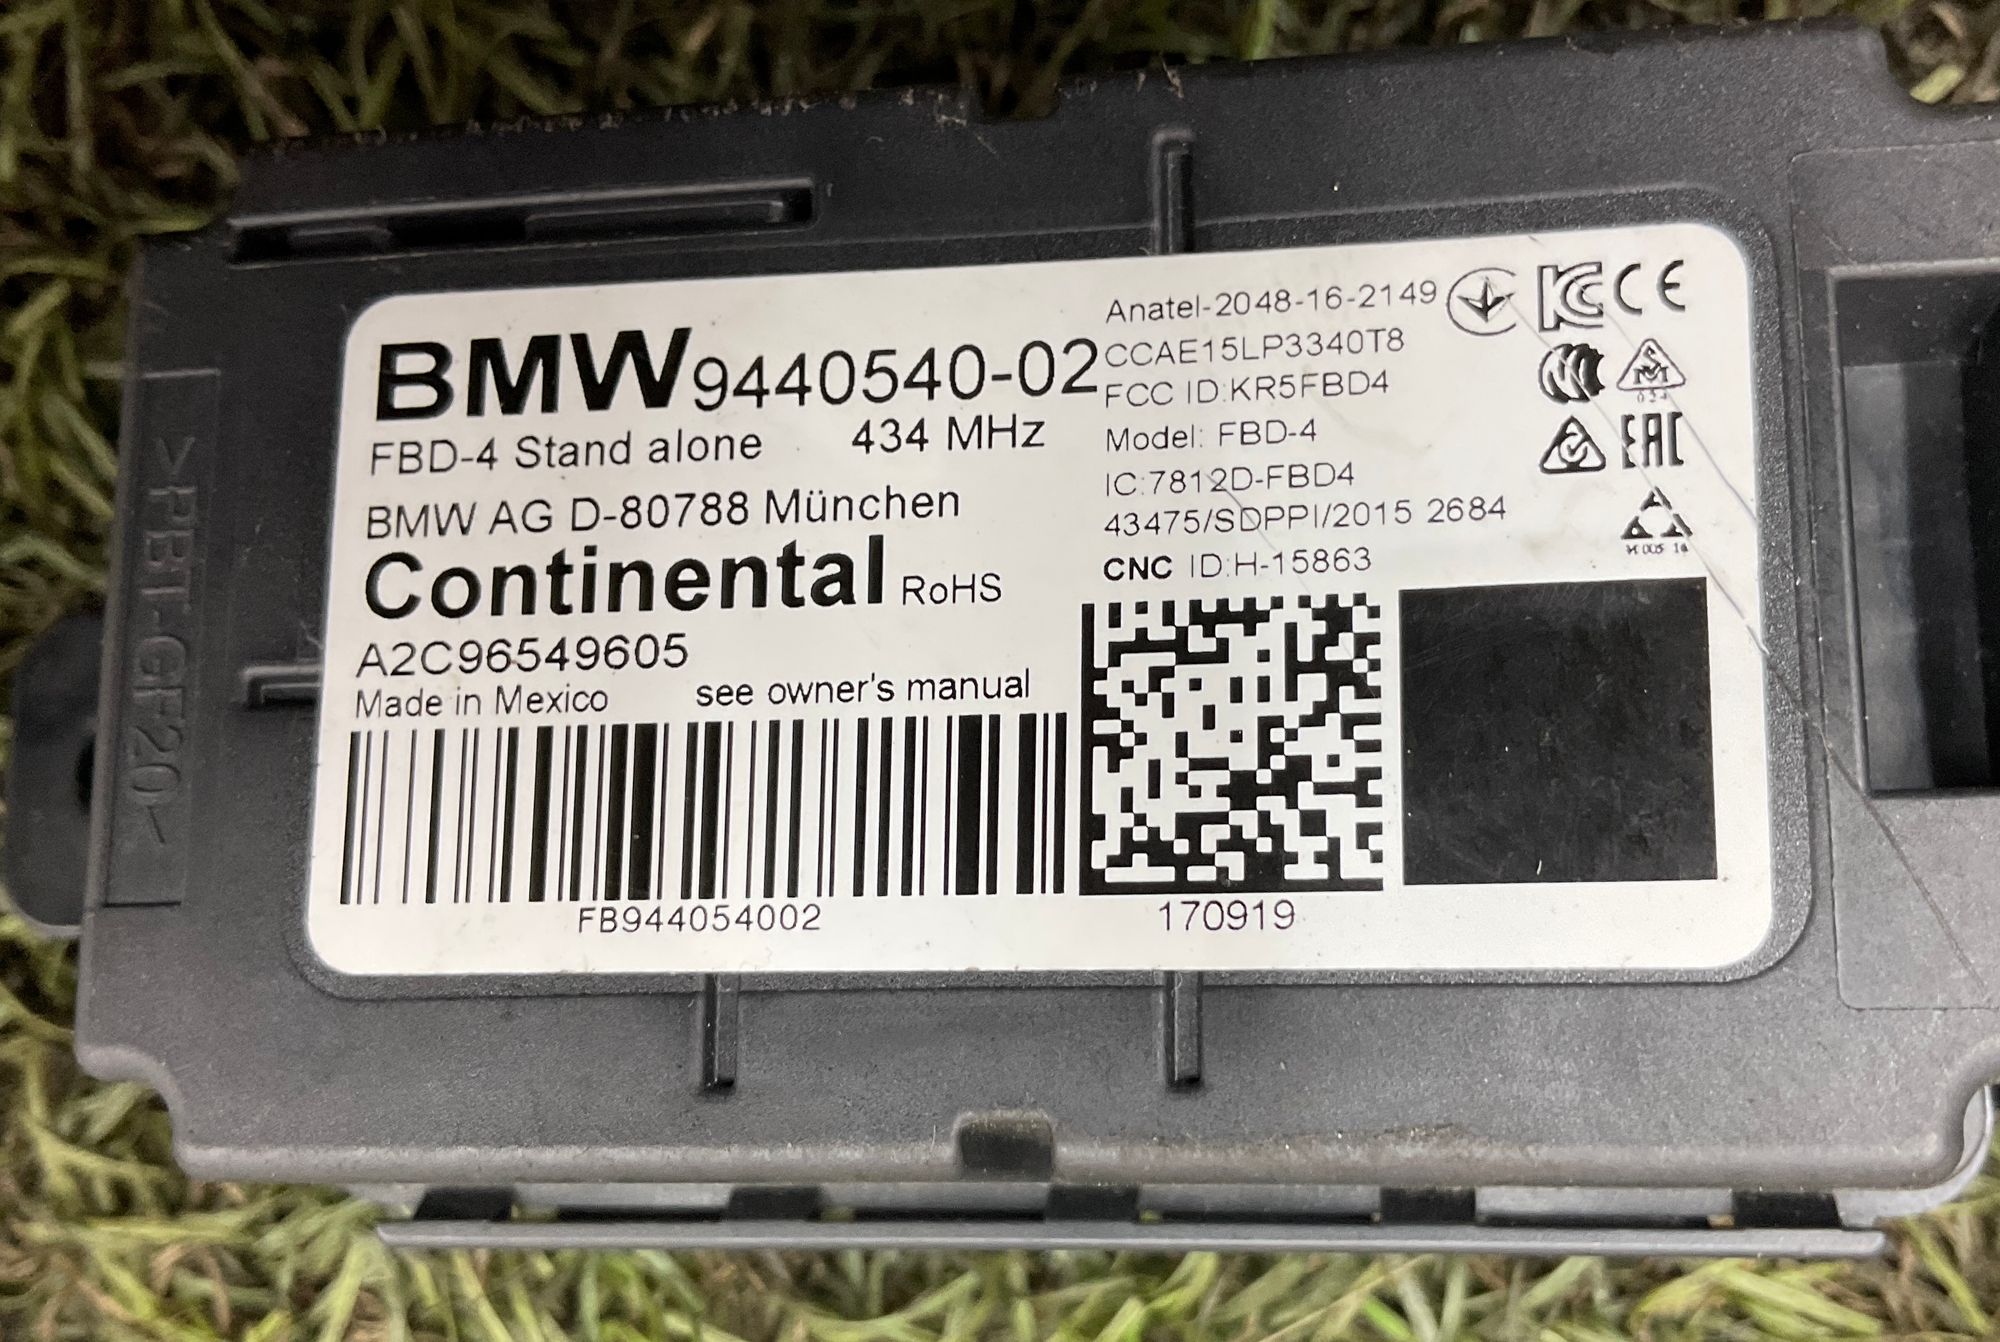 BMW 9440540-02
FBD-4 Stand alone 434 MHz
BMW AG D-80788 München
Continental RoHS
A2C96549605
Made in Mexico see owner's manual
FB944054002
Anatel-2048-16-2149
CCAE15LP3340T8
FCC ID:KR5FBD4
Model: FBD-4
IC:7812D-FBD4
43475/SDPPI/2015 2684
CNC ID:H-15863
170919
CE
EAC
>PBT-GF20<